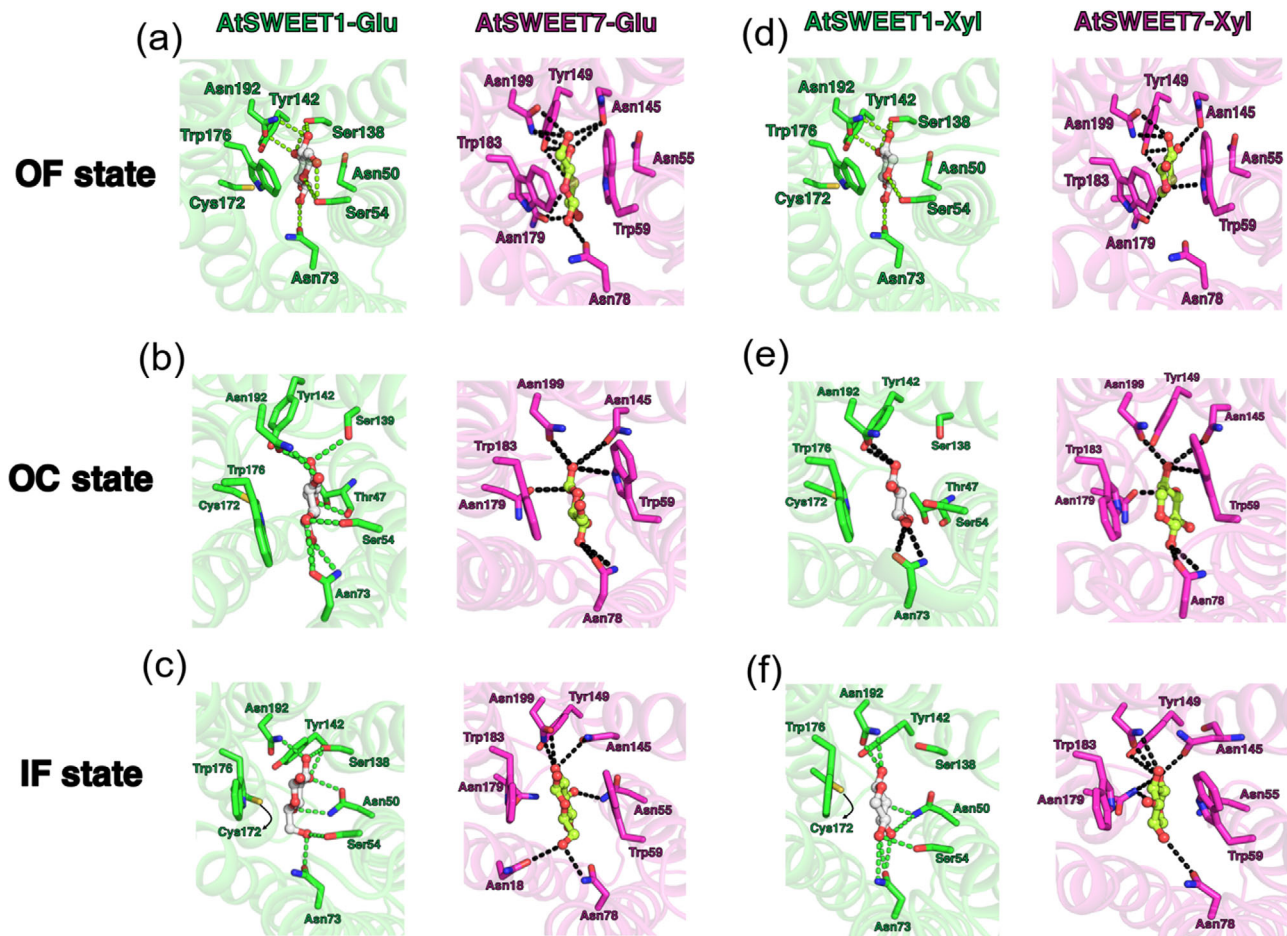 AtSWEET1-Glu
AtSWEET7-Glu
AtSWEET1-Xyl
AtSWEET7-Xyl
OF state
(a)
Asn192
Tyr142
Ser138
Trp176
Asn50
Cys172
Ser54
Asn73
Asn199
Tyr149
Asn145
Trp183
Asn55
Asn179
Trp59
Asn78
(d)
Asn192
Tyr142
Ser138
Trp176
Asn50
Cys172
Ser54
Asn73
Tyr149
Asn145
Asn199
Asn55
Trp183
Asn179
Trp59
Asn78
OC state
(b)
Asn192
Tyr142
Ser139
Trp176
Cys172
Thr47
Ser54
Asn73
Asn199
Asn145
Trp183
Asn179
Trp59
Asn78
(e)
Tyr142
Asn192
Ser138
Trp176
Cys172
Thr47
Ser54
Asn73
Asn199
Tyr149
Asn145
Trp183
Asn179
Trp59
Asn78
IF state
(c)
Asn192
Tyr142
Ser138
Trp176
Asn50
Cys172
Ser54
Asn73
Asn199
Tyr149
Asn145
Trp183
Asn179
Asn55
Trp59
Asn18
Asn78
(f)
Asn192
Tyr142
Trp176
Ser138
Asn50
Cys172
Ser54
Asn73
Tyr149
Trp183
Asn145
Asn179
Asn55
Trp59
Asn78